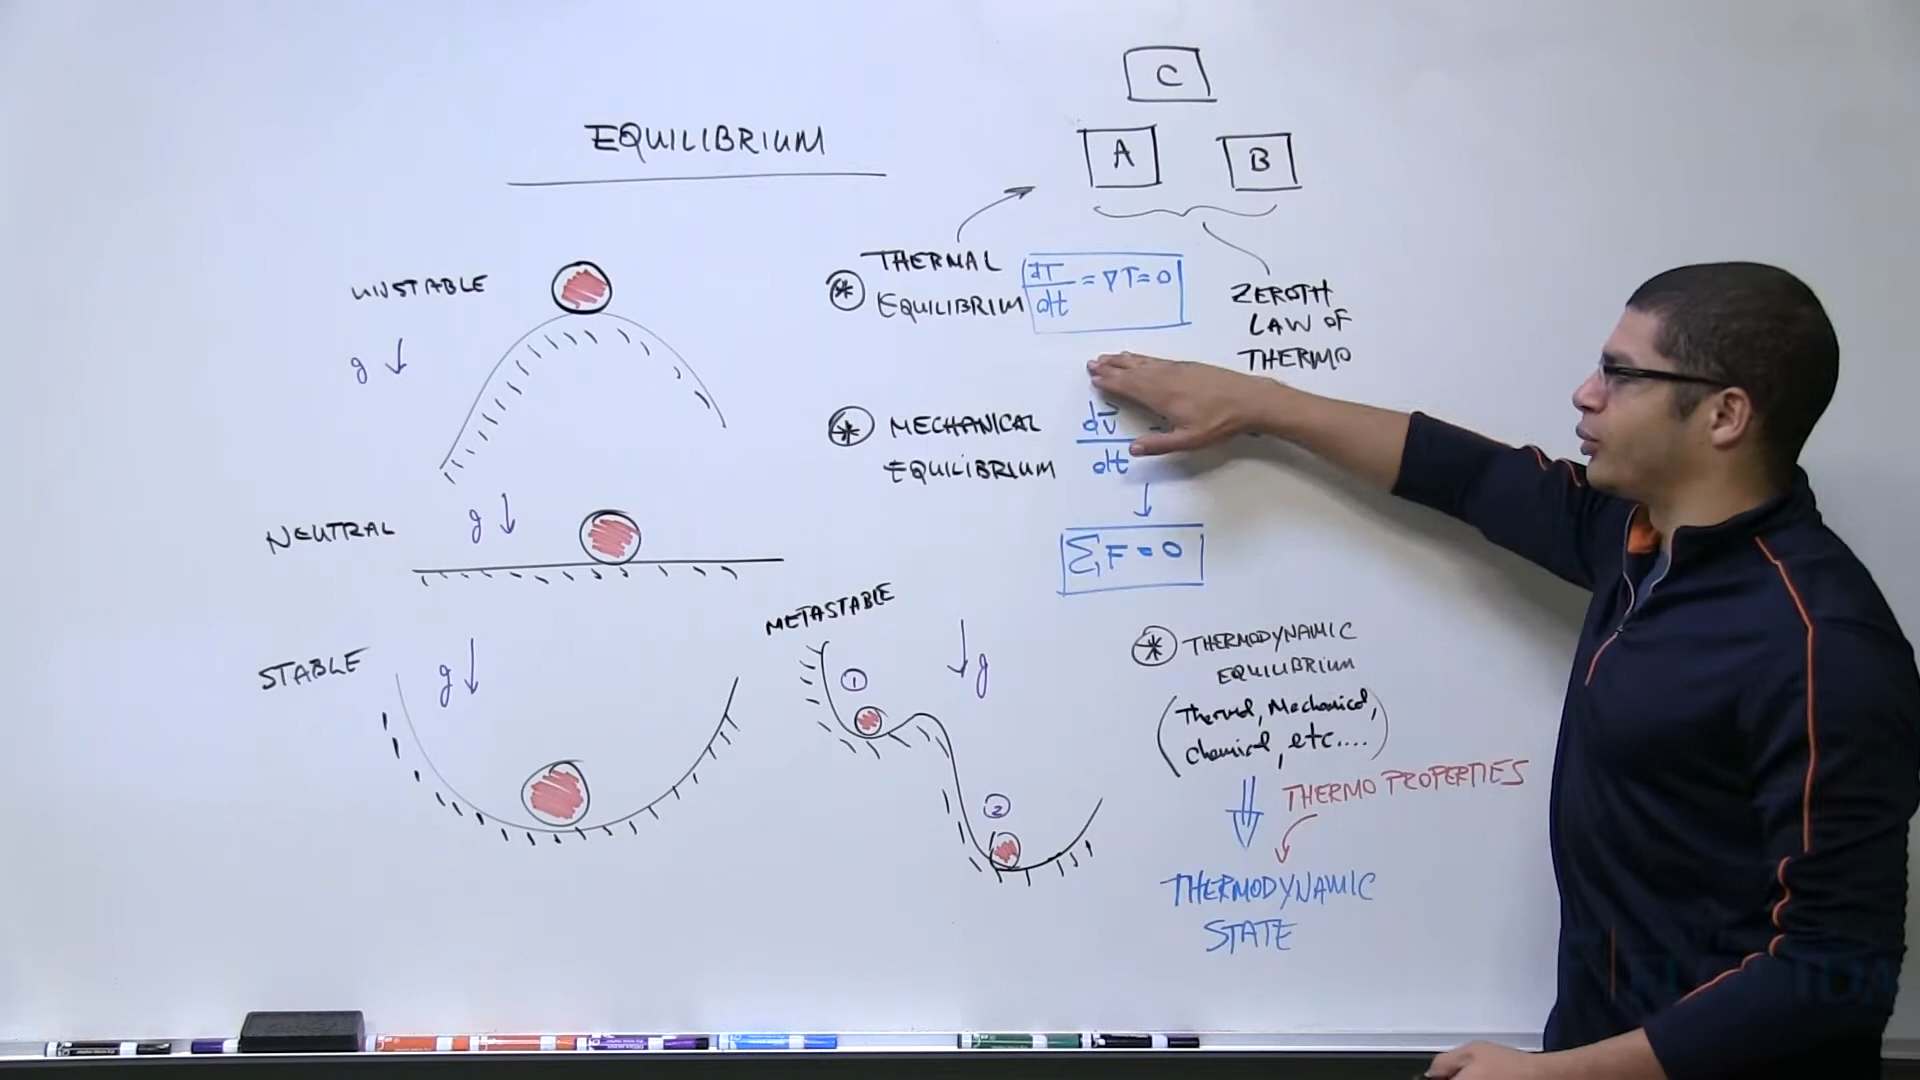 EQUILIBRIUM
C
A
B
UNSTABLE
g
THERMAL
EQUILIBRIUM
dT/dt = ∇T = 0
ZEROTH
LAW OF
THERMO
MECHANICAL
EQUILIBRIUM
dv⃗
dt
ΣF = 0
NEUTRAL
g
METASTABLE
STABLE
g
1
g
2
THERMODYNAMIC
EQUILIBRIUM
(Thermal, Mechanical,
Chemical, etc....)
THERMO PROPERTIES
THERMODYNAMIC
STATE